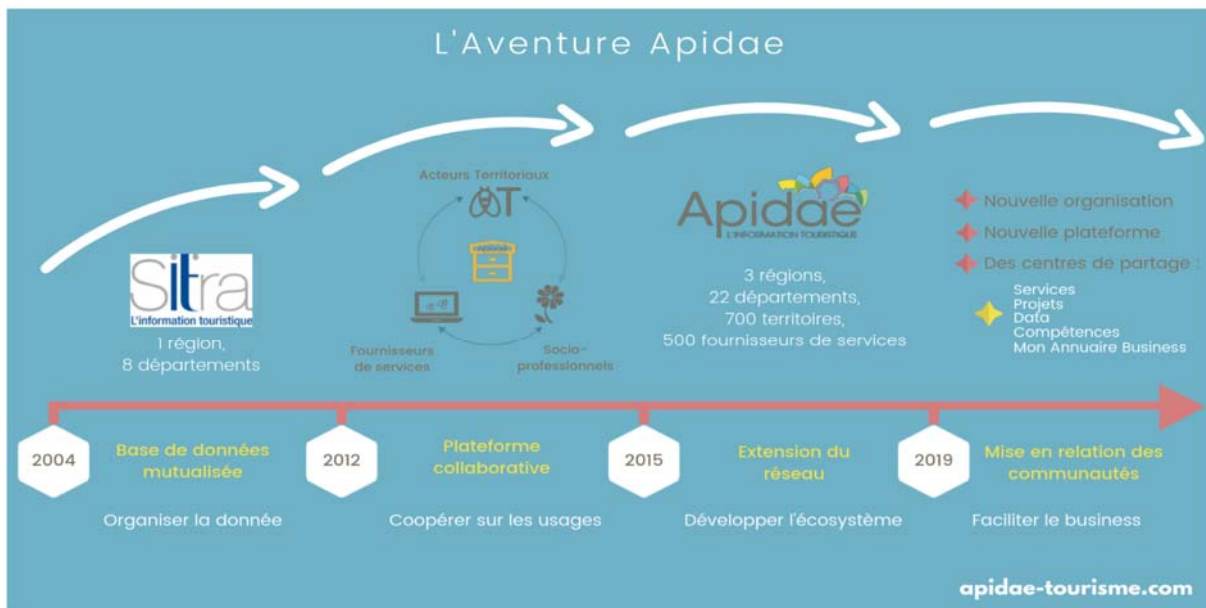 L'Aventure Apidae
Sitra
L'information touristique
1 région,
8 départements
Acteurs Territoriaux
OT
Fournisseurs
de services
Socio-
professionnels
Apidae
L'INFORMATION TOURISTIQUE
3 régions,
22 départements,
700 territoires,
500 fournisseurs de services
Nouvelle organisation
Nouvelle plateforme
Des centres de partage :
Services
Projets
Data
Compétences
Mon Annuaire Business
2004
Base de données
mutualisée
Organiser la donnée
2012
Plateforme
collaborative
Coopérer sur les usages
2015
Extension du
réseau
Développer l'écosystème
2019
Mise en relation des
communautés
Faciliter le business
apidae-tourisme.com